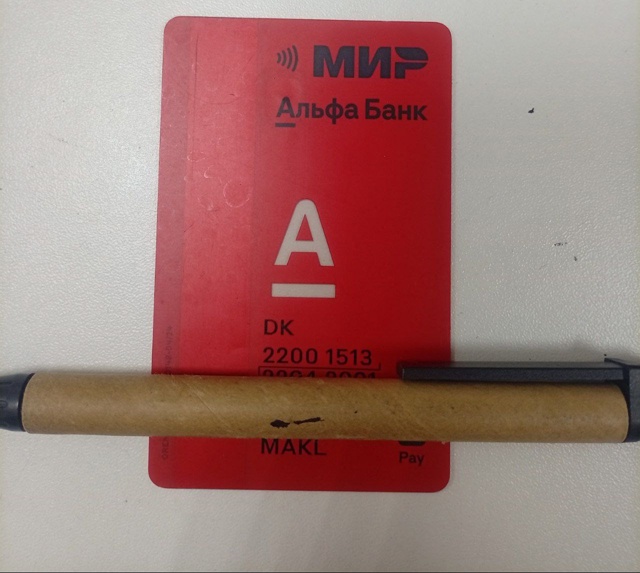 МИР
Альфа Банк
А
DK
2200 1513
MAKL
Pay